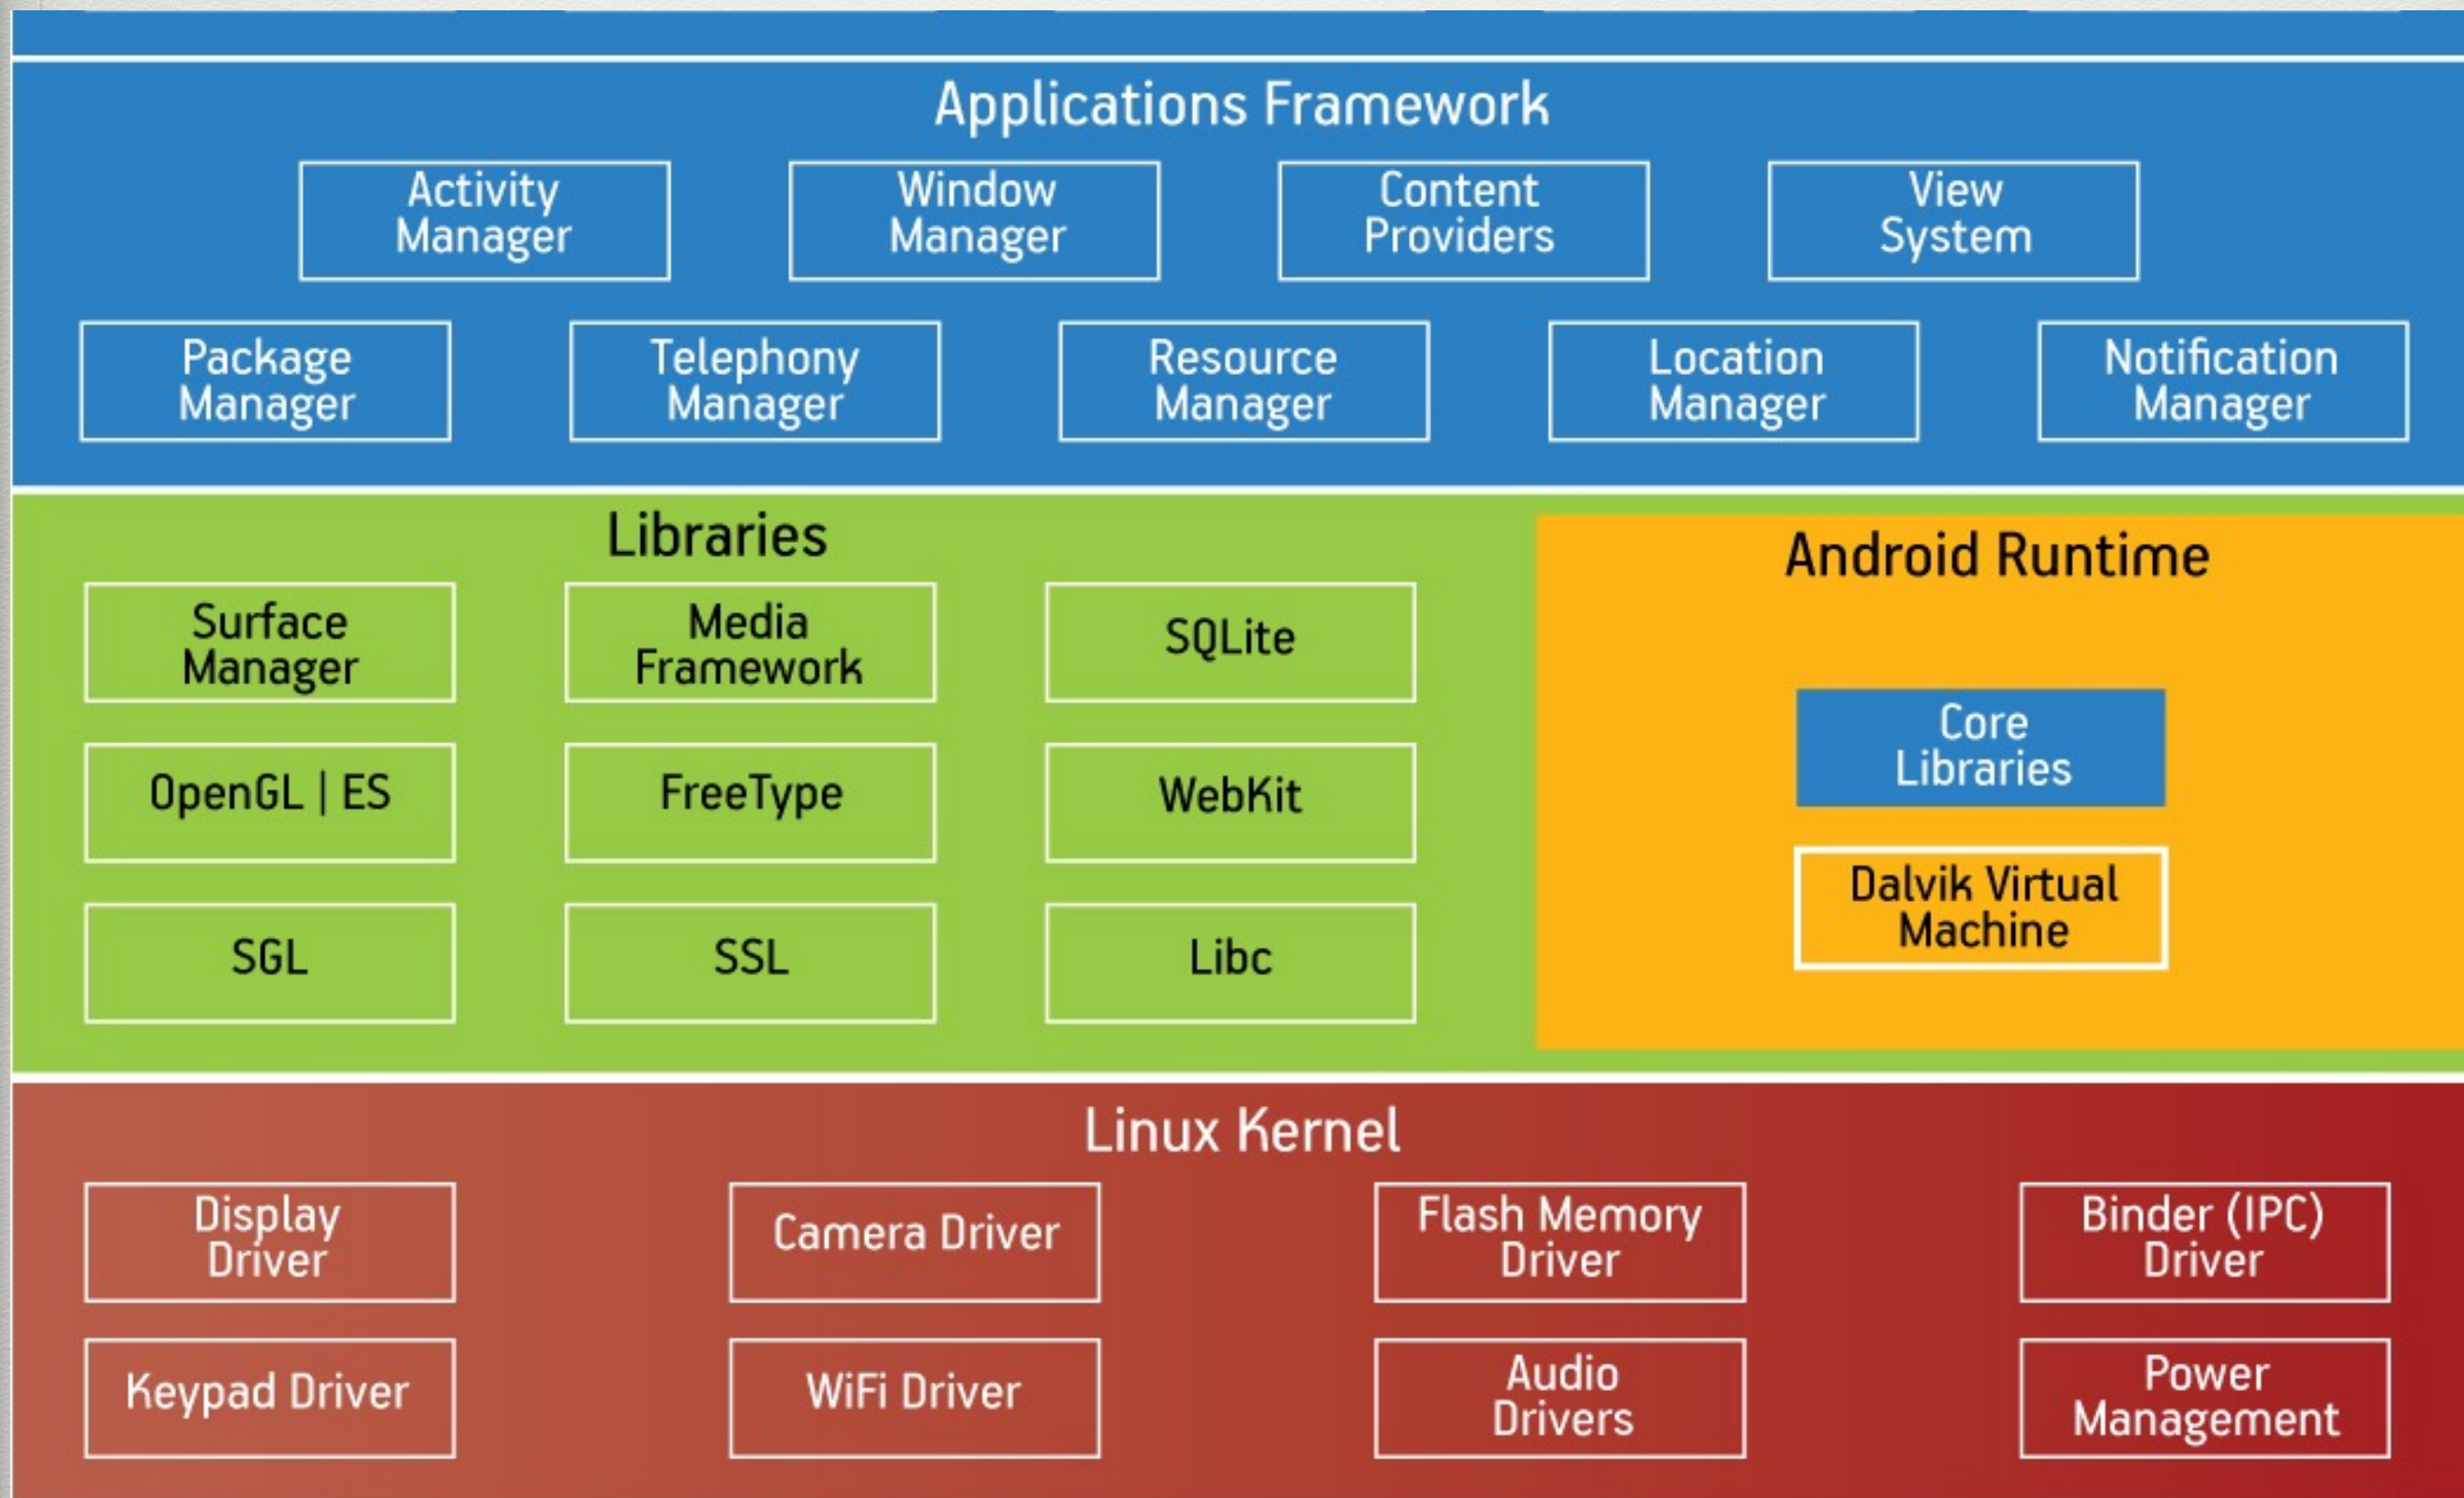 Applications Framework
Activity
Manager
Window
Manager
Content
Providers
View
System
Package
Manager
Telephony
Manager
Resource
Manager
Location
Manager
Notification
Manager
Libraries
Surface
Manager
Media
Framework
SQLite
OpenGL | ES
FreeType
WebKit
SGL
SSL
Libc
Android Runtime
Core
Libraries
Dalvik Virtual
Machine
Linux Kernel
Display
Driver
Camera Driver
Flash Memory
Driver
Binder (IPC)
Driver
Keypad Driver
WiFi Driver
Audio
Drivers
Power
Management